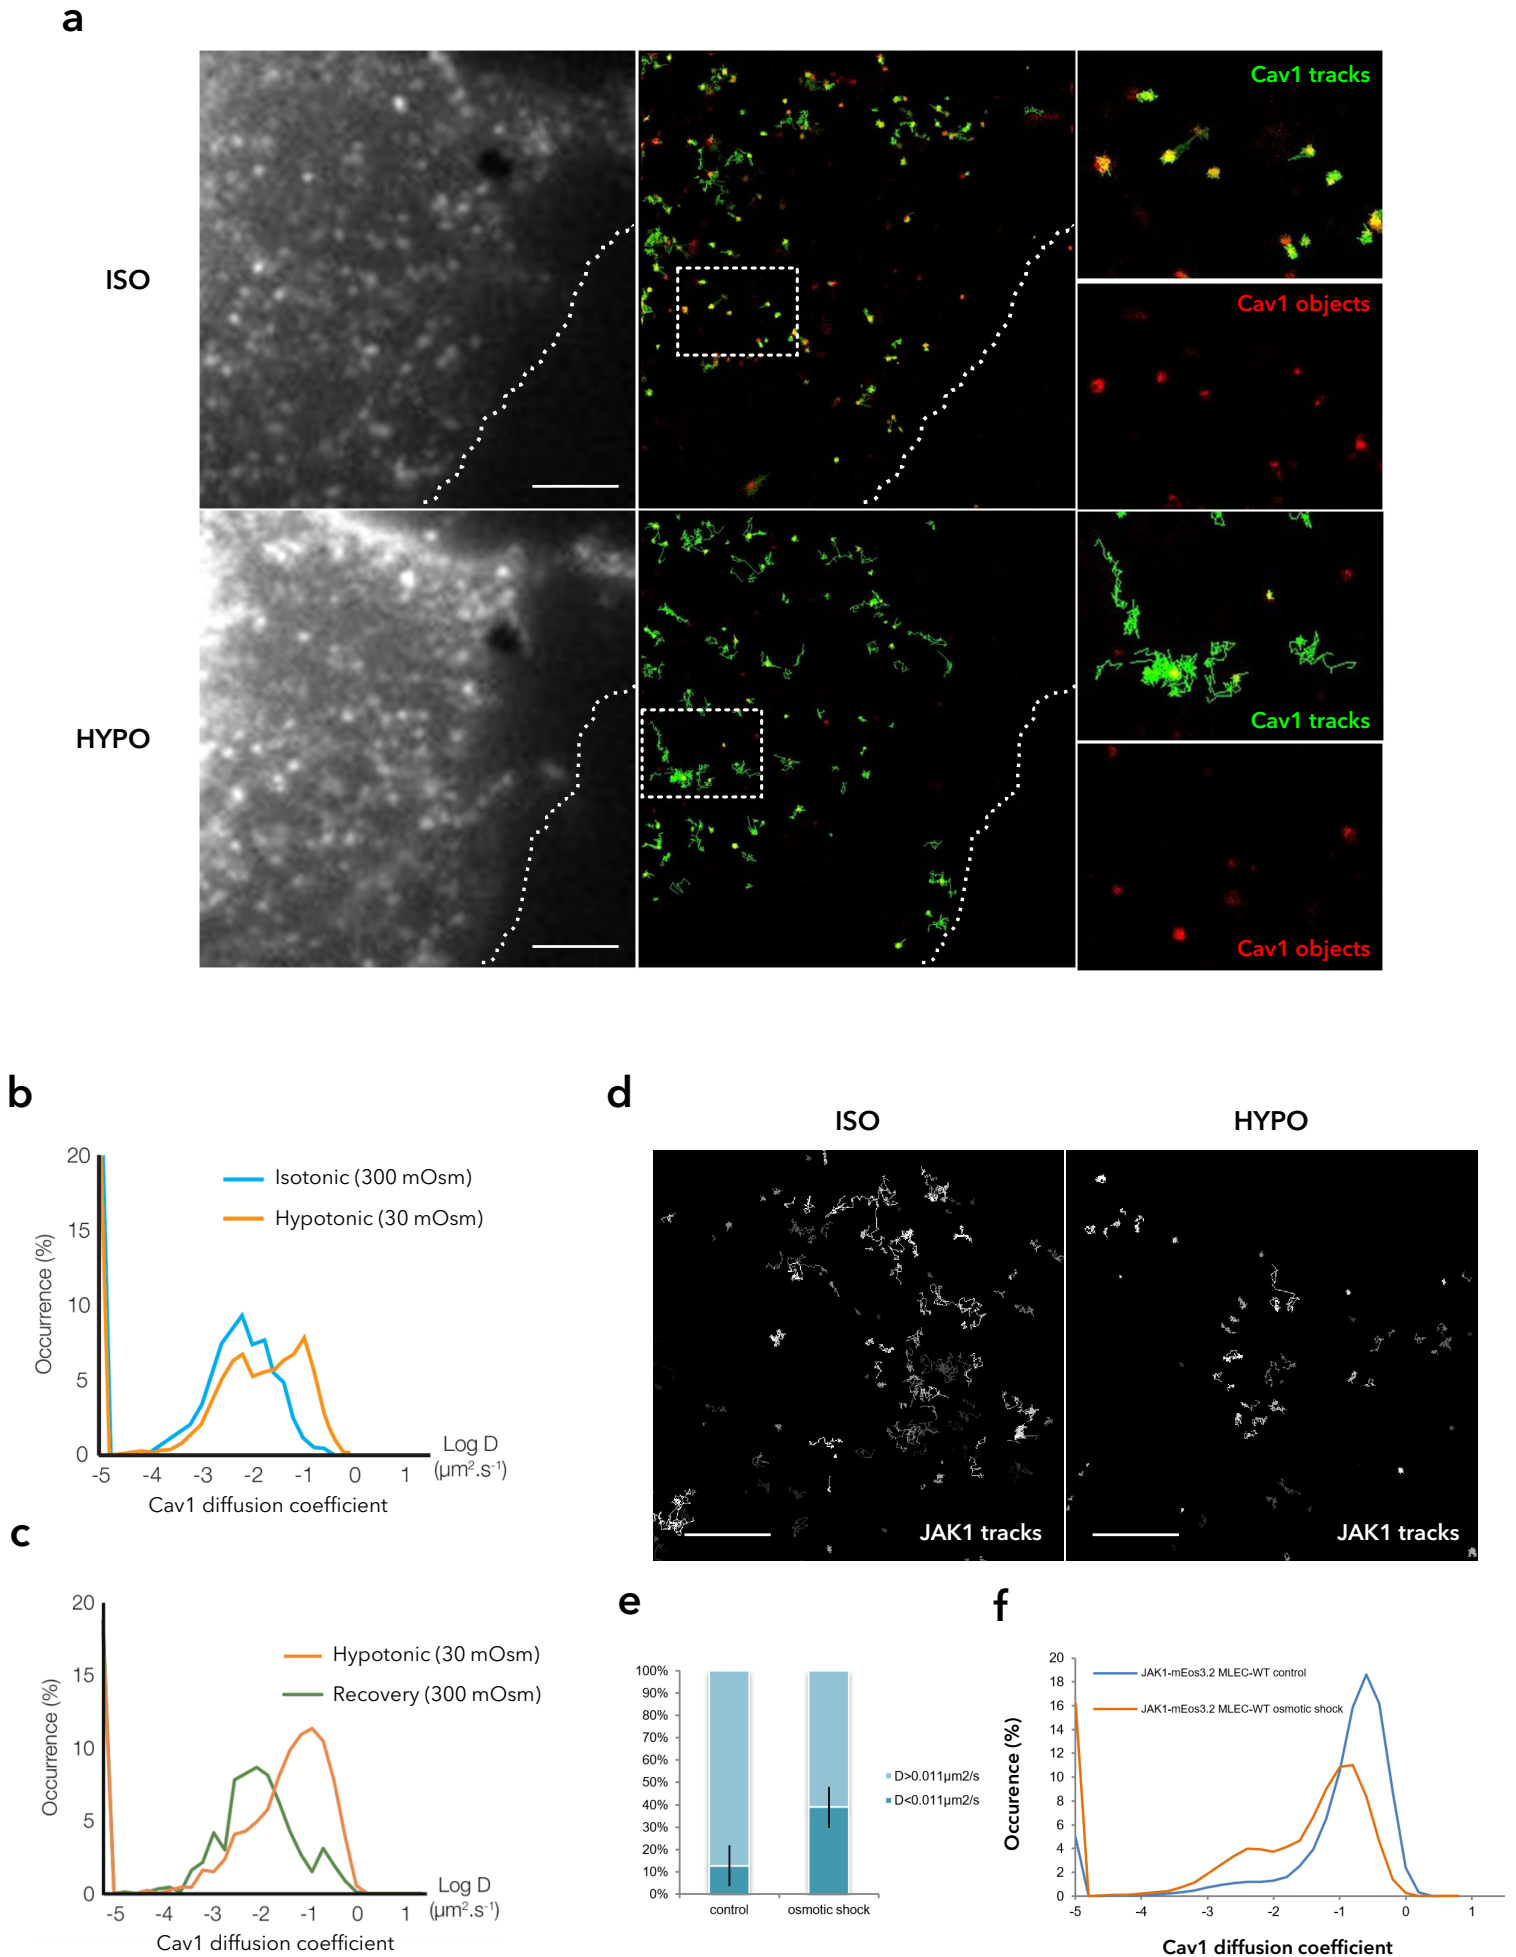 a
ISO
Cav1 tracks
Cav1 objects
HYPO
Cav1 tracks
Cav1 objects
b
20
15
10
5
0
Occurrence (%)
Isotonic (300 mOsm)
Hypotonic (30 mOsm)
-5 -4 -3 -2 -1 0 1
Log D
(µm².s⁻¹)
Cav1 diffusion coefficient
c
20
15
10
5
0
Occurrence (%)
Hypotonic (30 mOsm)
Recovery (300 mOsm)
-5 -4 -3 -2 -1 0 1
Log D
(µm².s⁻¹)
Cav1 diffusion coefficient
d
ISO HYPO
JAK1 tracks JAK1 tracks
e
100%
90%
80%
70%
60%
50%
40%
30%
20%
10%
0%
D>0.011µm2/s
D<0.011µm2/s
control osmotic shock
f
20
18
16
14
12
10
8
6
4
2
0
Occurence (%)
JAK1-mEos3.2 MLEC-WT control
JAK1-mEos3.2 MLEC-WT osmotic shock
-5 -4 -3 -2 -1 0 1
Cav1 diffusion coefficient